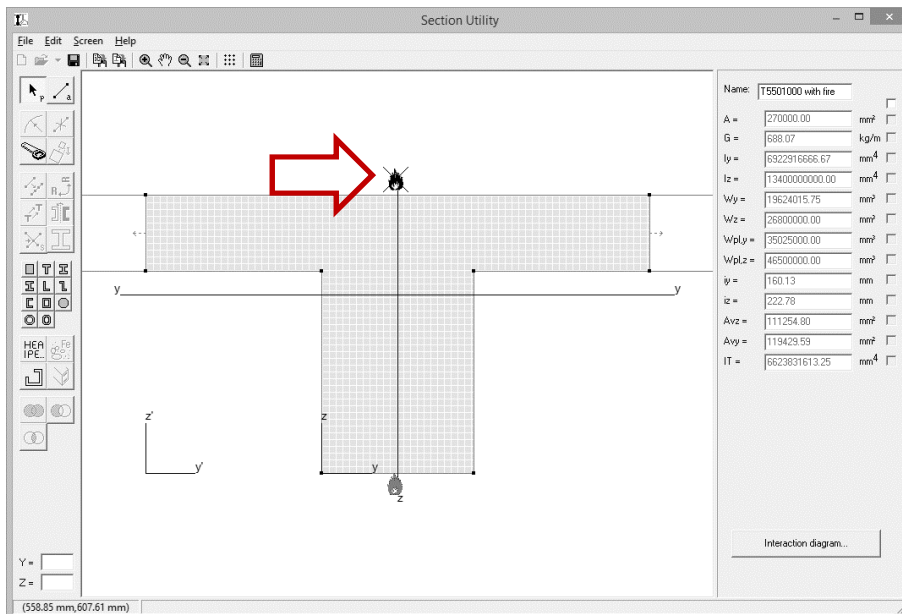 Section Utility
File Edit Screen Help
P
a
R
T
S
HEA
IPE..
Fe
y
y
z'
y'
z
y
z
Name: T5501000 with fire
A = 270000.00 mm²
G = 688.07 kg/m
Iy = 6922916666.67 mm4
Iz = 13400000000.00 mm4
Wy = 19624015.75 mm³
Wz = 26800000.00 mm³
Wpl,y = 35025000.00 mm³
Wpl,z = 46500000.00 mm³
iy = 160.13 mm
iz = 222.78 mm
Avz = 111254.80 mm²
Avy = 119429.59 mm²
IT = 6623831613.25 mm4
Interaction diagram...
Y =
Z =
(558.85 mm,607.61 mm)